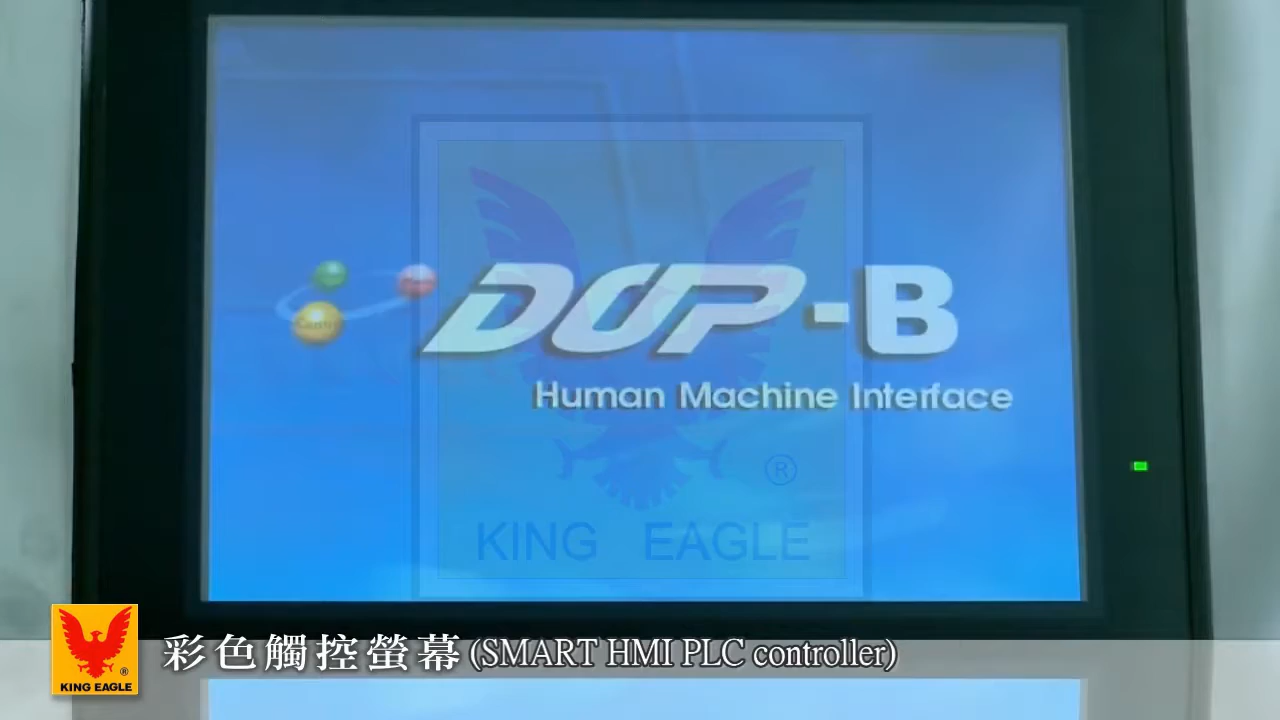 DOP-B
Human Machine Interface
®
KING EAGLE
彩色觸控螢幕(SMART HMI PLC controller)
®
KING EAGLE